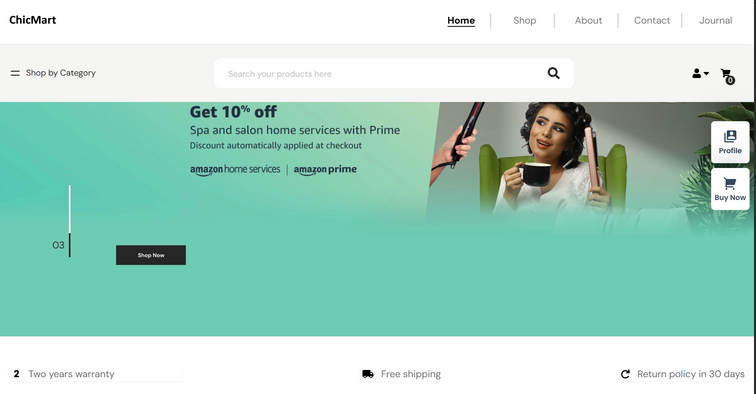 ChicMart
Home
Shop
About
Contact
Journal
Shop by Category
Search your products here
0
Get 10% off
Spa and salon home services with Prime
Discount automatically applied at checkout
amazon home services | amazon prime
Profile
Buy Now
03
Shop Now
2 Two years warranty
Free shipping
Return policy in 30 days